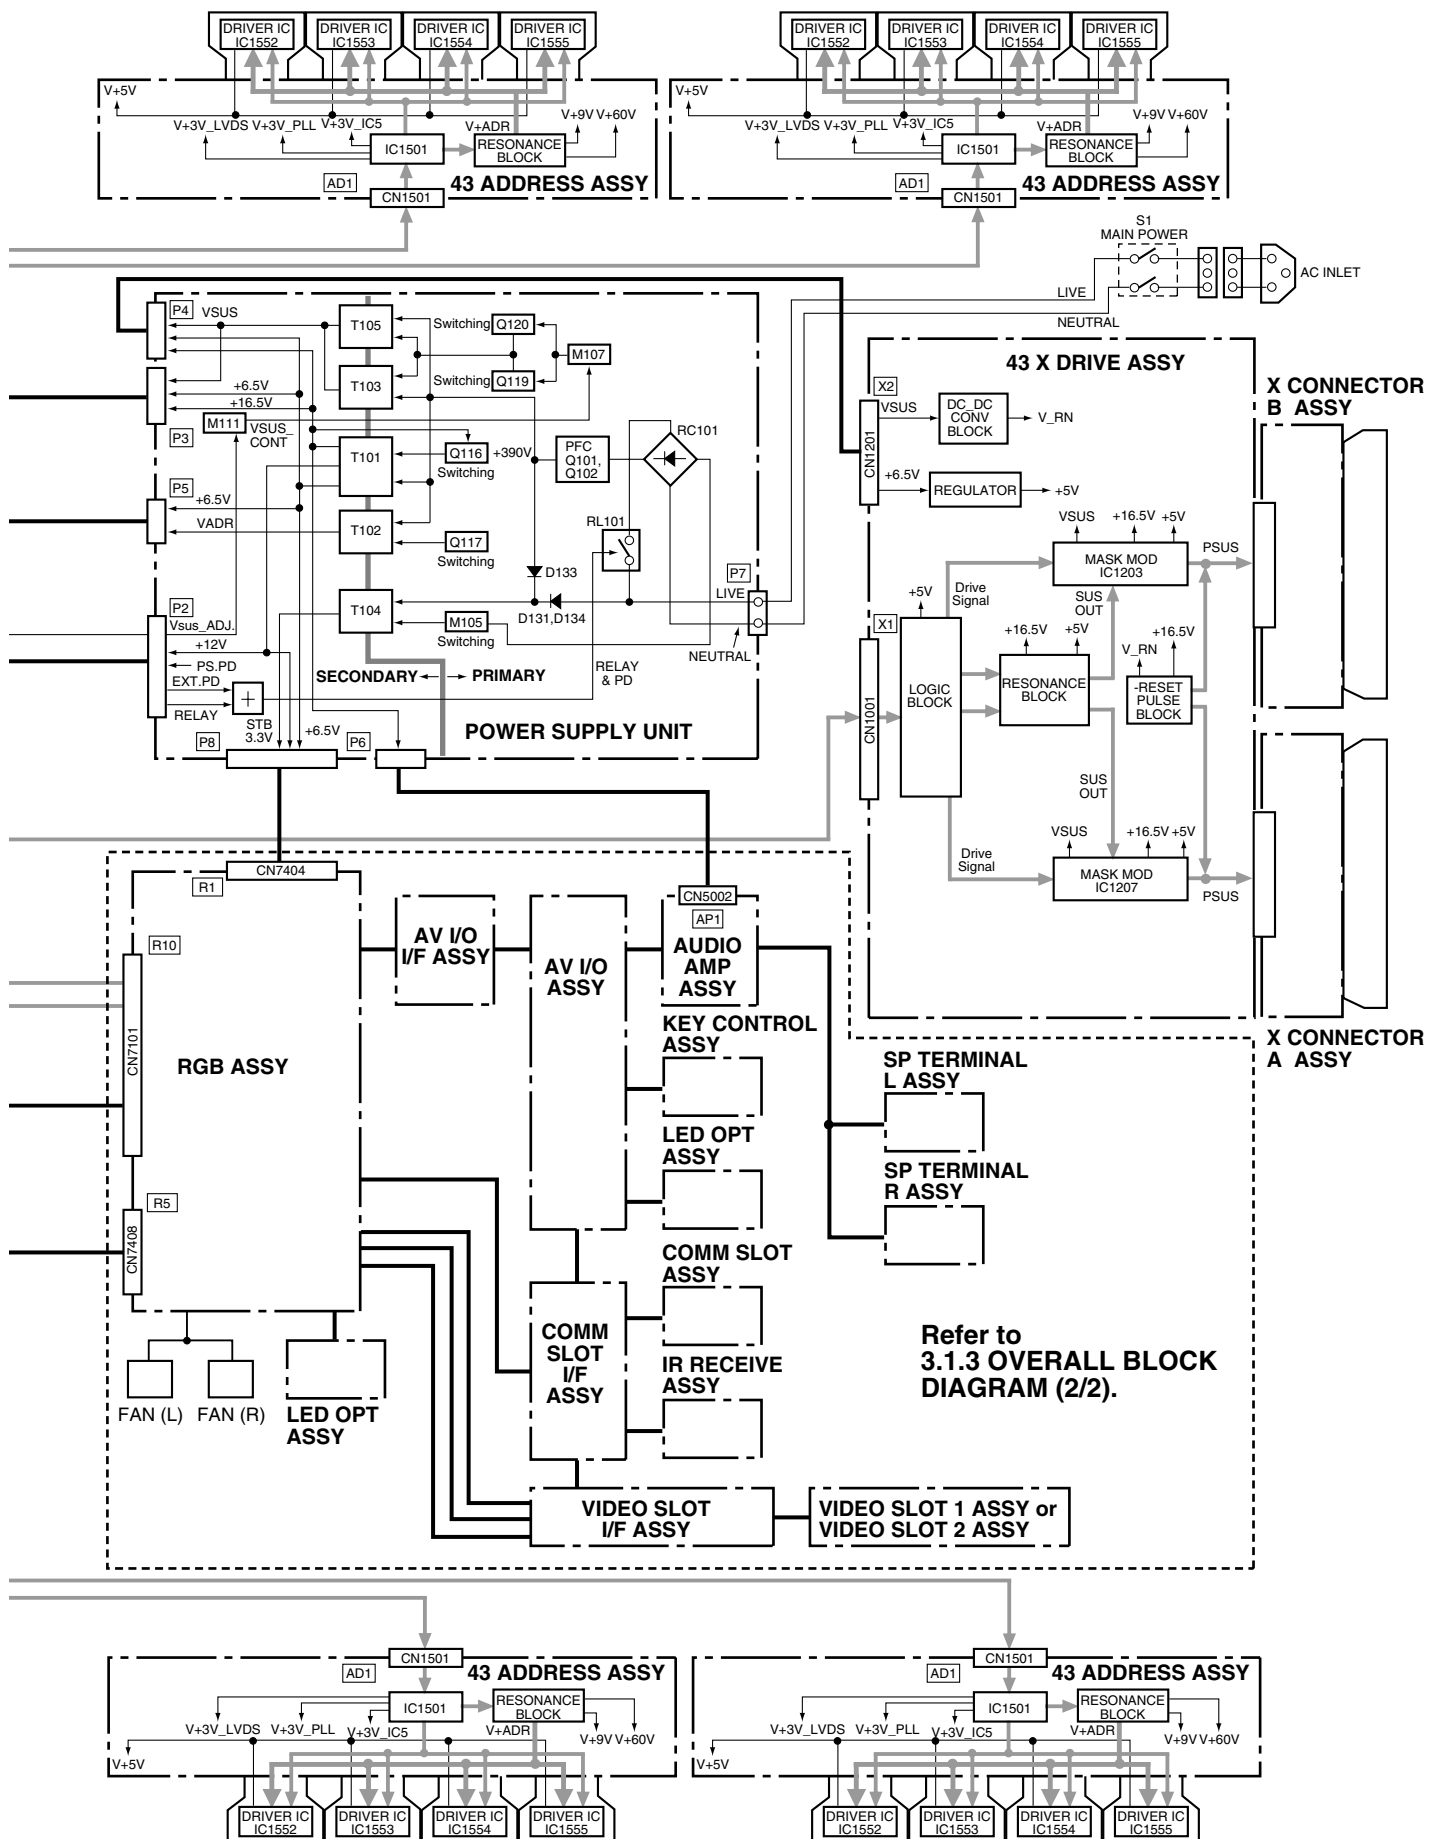 DRIVER IC
IC1552
DRIVER IC
IC1553
DRIVER IC
IC1554
DRIVER IC
IC1555
V+5V
V+3V_LVDS
V+3V_PLL
V+3V_IC5
V+ADR
V+9V
V+60V
IC1501
RESONANCE
BLOCK
AD1
43 ADDRESS ASSY
CN1501
DRIVER IC
IC1552
DRIVER IC
IC1553
DRIVER IC
IC1554
DRIVER IC
IC1555
V+5V
V+3V_LVDS
V+3V_PLL
V+3V_IC5
V+ADR
V+9V
V+60V
IC1501
RESONANCE
BLOCK
AD1
43 ADDRESS ASSY
CN1501
S1
MAIN POWER
AC INLET
LIVE
NEUTRAL
P4
VSUS
T105
Switching
Q120
M107
T103
Switching
Q119
+6.5V
+16.5V
M111
VSUS_
CONT
P3
T101
Q116
Switching
+390V
PFC
Q101,
Q102
RC101
P5
+6.5V
VADR
T102
Q117
Switching
RL101
D133
P7
LIVE
T104
D131,D134
M105
Switching
NEUTRAL
P2
Vsus_ADJ.
+12V
PS.PD
EXT.PD
RELAY
+
SECONDARY
PRIMARY
RELAY
& PD
STB
3.3V
+6.5V
POWER SUPPLY UNIT
P8
P6
43 X DRIVE ASSY
X2
CN1201
VSUS
DC_DC
CONV
BLOCK
V_RN
+6.5V
REGULATOR
+5V
VSUS
+16.5V
+5V
MASK MOD
IC1203
PSUS
Drive
Signal
SUS
OUT
+5V
X1
CN1001
LOGIC
BLOCK
+16.5V
+5V
RESONANCE
BLOCK
+16.5V
V_RN
-RESET
PULSE
BLOCK
SUS
OUT
VSUS
+16.5V
+5V
Drive
Signal
MASK MOD
IC1207
PSUS
X CONNECTOR
B ASSY
X CONNECTOR
A ASSY
CN7404
R1
R10
CN7101
RGB ASSY
R5
CN7408
AV I/O
I/F ASSY
AV I/O
ASSY
CN5002
AP1
AUDIO
AMP
ASSY
KEY CONTROL
ASSY
LED OPT
ASSY
SP TERMINAL
L ASSY
SP TERMINAL
R ASSY
COMM SLOT
ASSY
COMM
SLOT
I/F
ASSY
IR RECEIVE
ASSY
FAN (L)
FAN (R)
LED OPT
ASSY
Refer to
3.1.3 OVERALL BLOCK
DIAGRAM (2/2).
VIDEO SLOT
I/F ASSY
VIDEO SLOT 1 ASSY or
VIDEO SLOT 2 ASSY
CN1501
AD1
43 ADDRESS ASSY
IC1501
RESONANCE
BLOCK
V+3V_LVDS
V+3V_PLL
V+3V_IC5
V+ADR
V+9V
V+60V
V+5V
DRIVER IC
IC1552
DRIVER IC
IC1553
DRIVER IC
IC1554
DRIVER IC
IC1555
CN1501
AD1
43 ADDRESS ASSY
IC1501
RESONANCE
BLOCK
V+3V_LVDS
V+3V_PLL
V+3V_IC5
V+ADR
V+9V
V+60V
V+5V
DRIVER IC
IC1552
DRIVER IC
IC1553
DRIVER IC
IC1554
DRIVER IC
IC1555